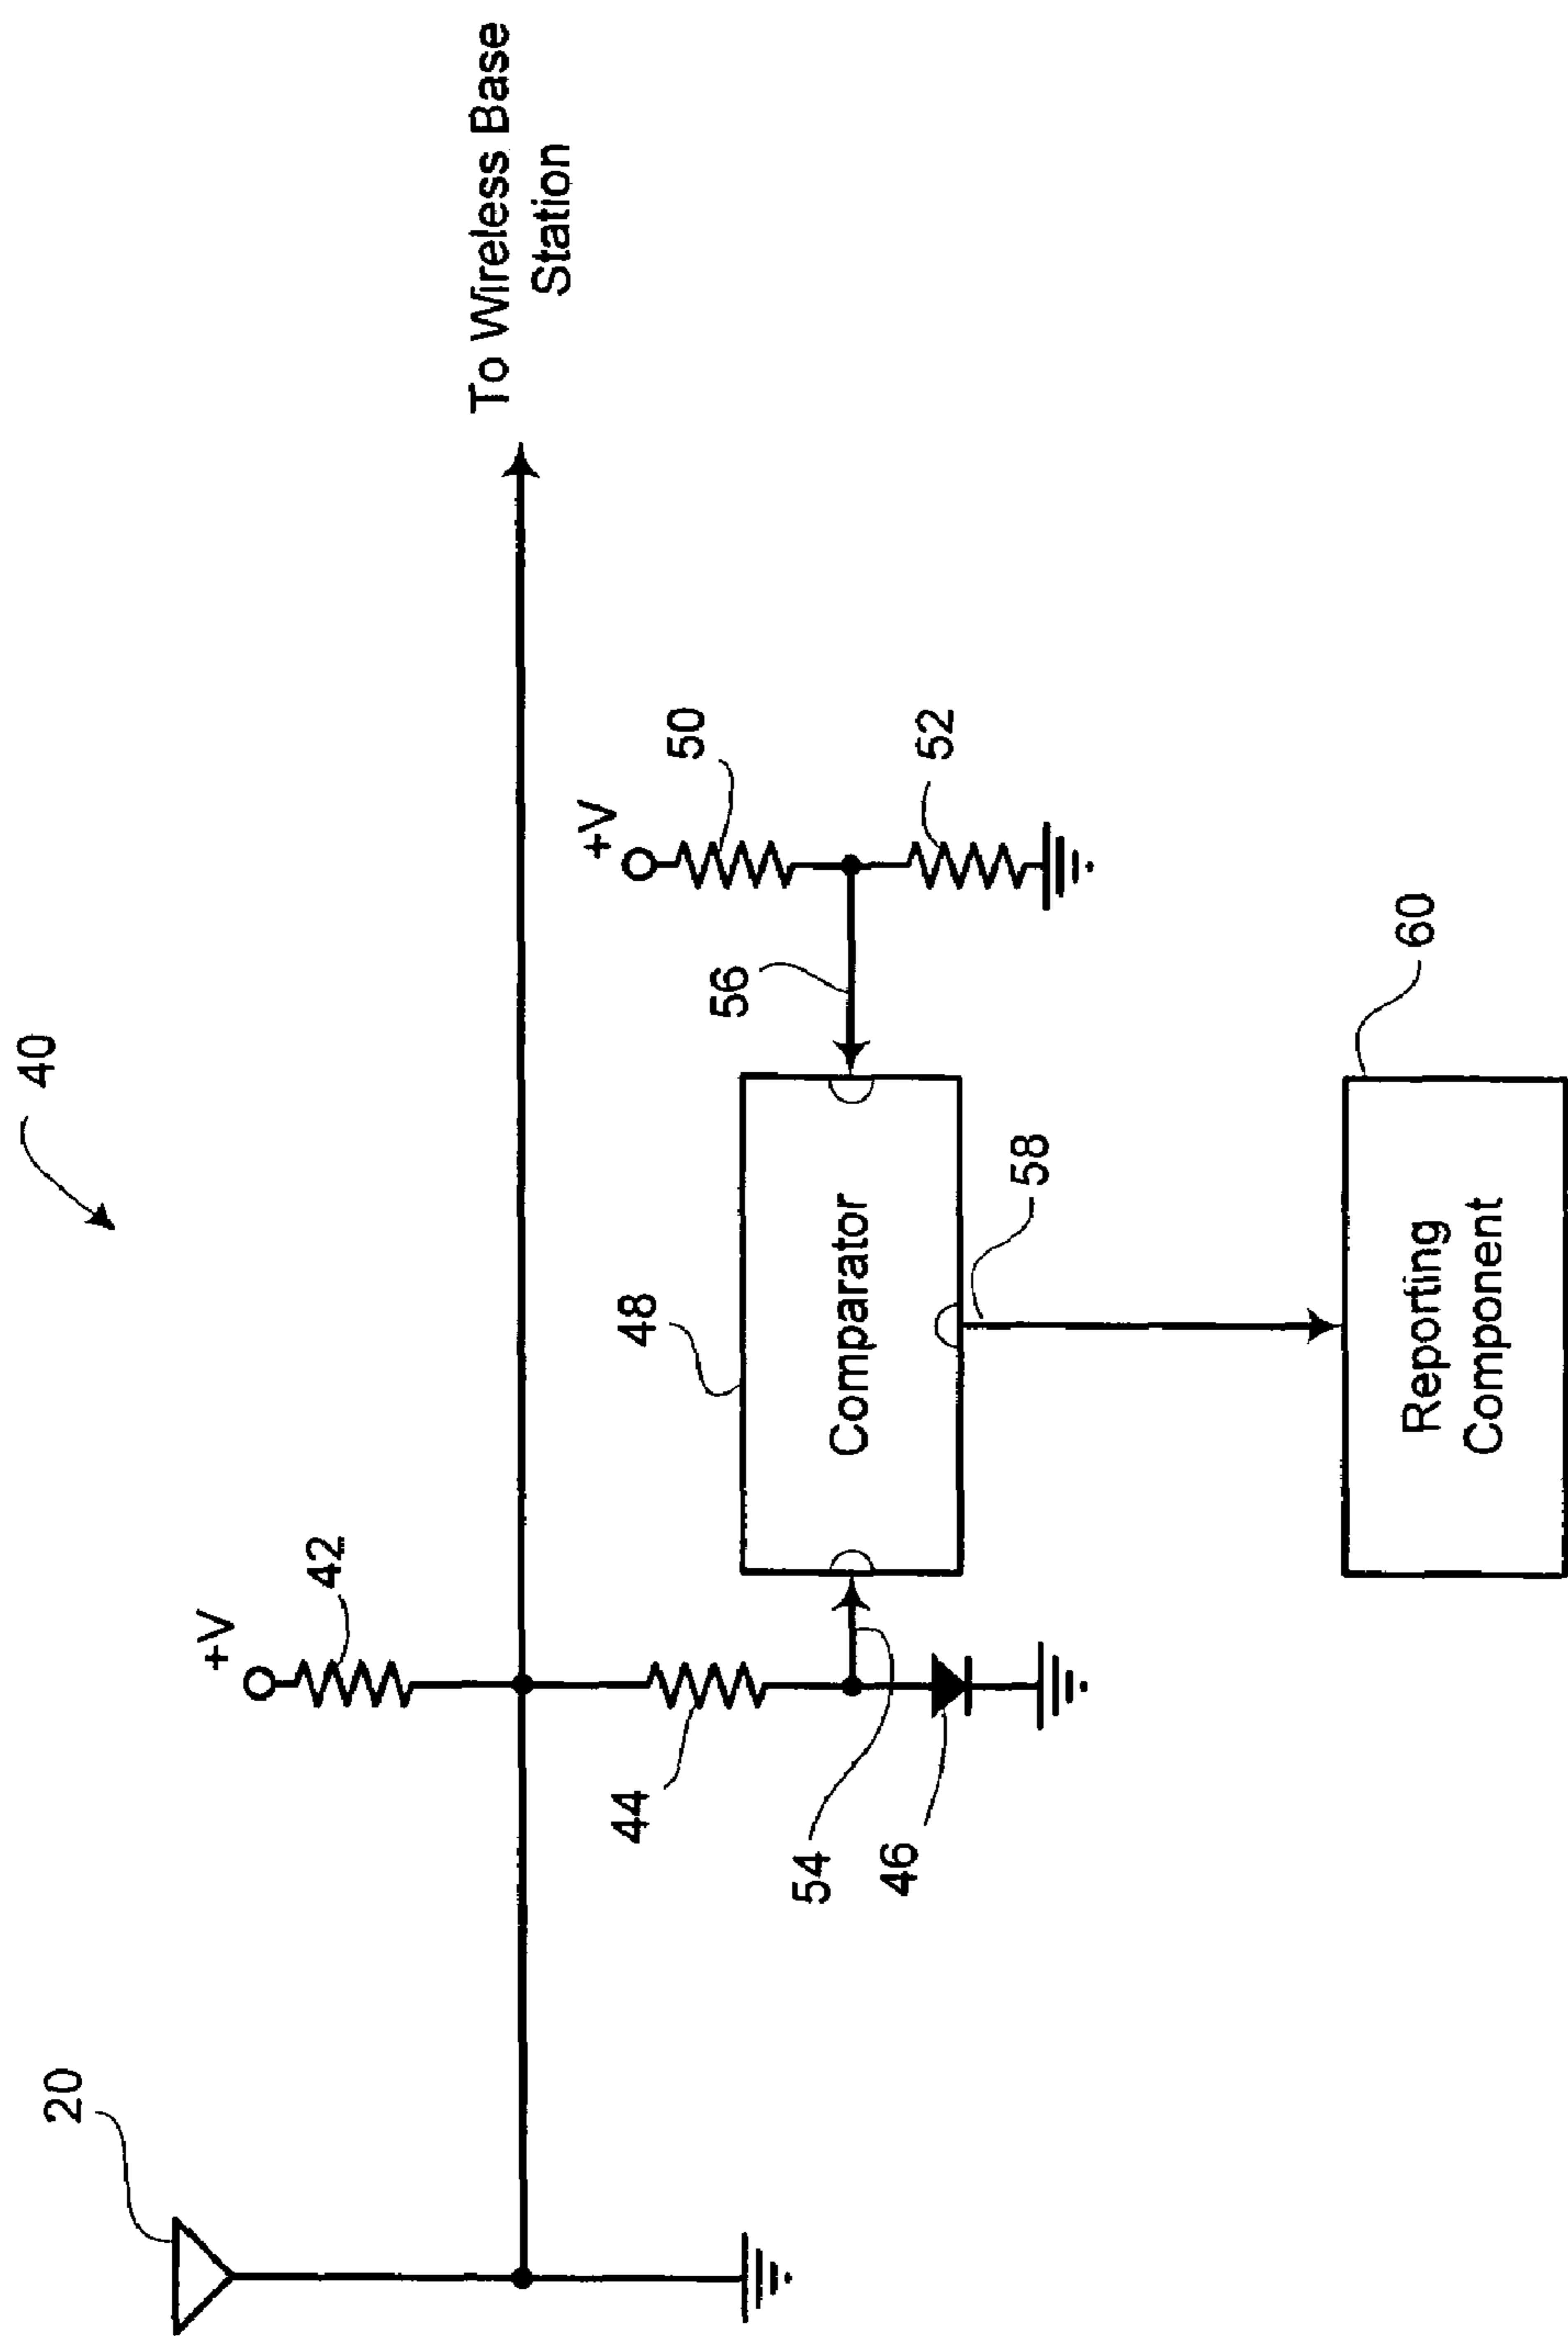 40
20
+V
42
To Wireless Base
Station
44
48
+V
50
56
52
54
46
Comparator
58
60
Reporting
Component